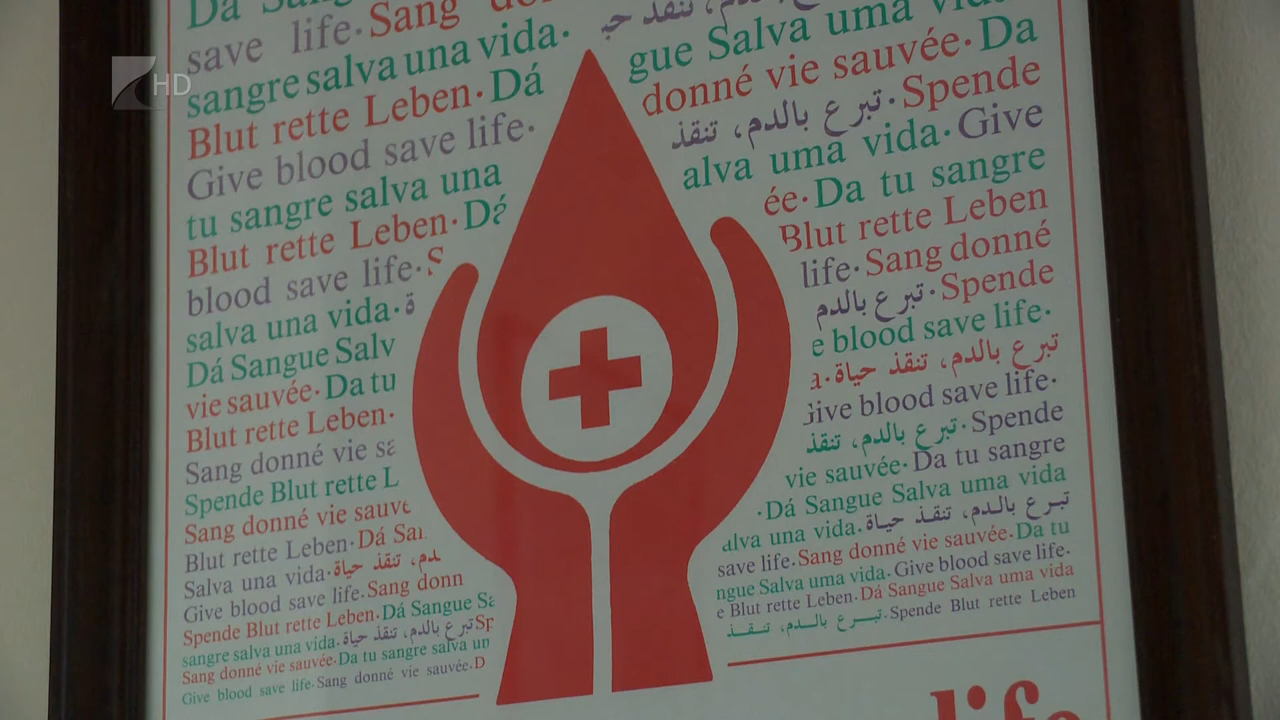 HD
Dá
save life. Sang
sangre salva una vida.
Blut rette Leben. Dá
Give blood save life.
tu sangre salva una
Blut rette Leben. Dá
blood save life. S
salva una vida. ة
Dá Sangue Salv
vie sauvée. Da tu
Blut rette Leben.
Sang donné vie sa
Spende Blut rette L
Sang donné vie sauvé
Blut rette Leben. Dá San
Salva una vida. دم، تنقذ حياة
Give blood save life. Sang donn
Spende Blut rette Leben. Dá Sangue Sa
sangre salva una vida. تبرع بالدم، تنقذ حياة Sp
Sang donné vie sauvée. Da tu sangre salva un
Give blood save life. Sang donné vie sauvée. D
gue Salva uma vida
donné vie sauvée. Da
تبرع بالدم، تنقذ. Spende
alva uma vida. Give
ée. Da tu sangre
Blut rette Leben
life. Sang donné
تبرع بالدم. Spende
e blood save life.
a. تبرع بالدم، تنقذ حياة
Give blood save life.
تبرع بالدم، تنقذ. Spende
vie sauvée. Da tu sangre
. Dá Sangue Salva uma vida
alva una vida. تبرع بالدم، تنقذ حياة
save life. Sang donné vie sauvée. Da tu
ngue Salva uma vida. Give blood save life.
e Blut rette Leben. Dá Sangue Salva uma vida
تبرع بالدم، تنقذ. Spende Blut rette Leben
life